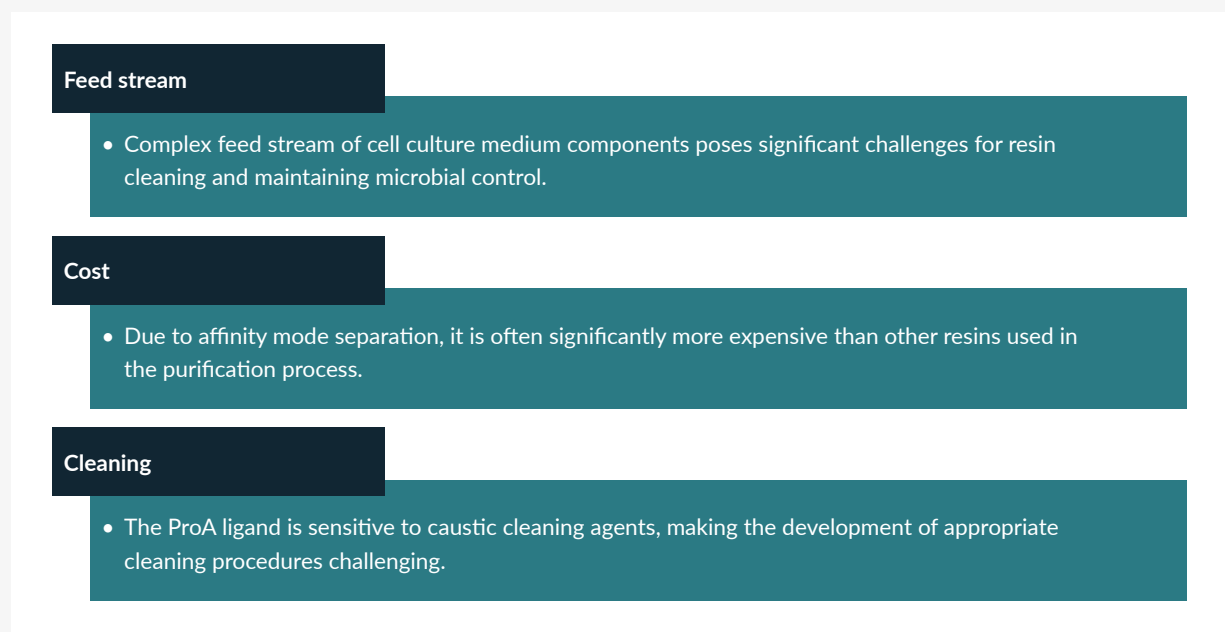 Feed stream
• Complex feed stream of cell culture medium components poses significant challenges for resin
cleaning and maintaining microbial control.
Cost
• Due to affinity mode separation, it is often significantly more expensive than other resins used in
the purification process.
Cleaning
• The ProA ligand is sensitive to caustic cleaning agents, making the development of appropriate
cleaning procedures challenging.